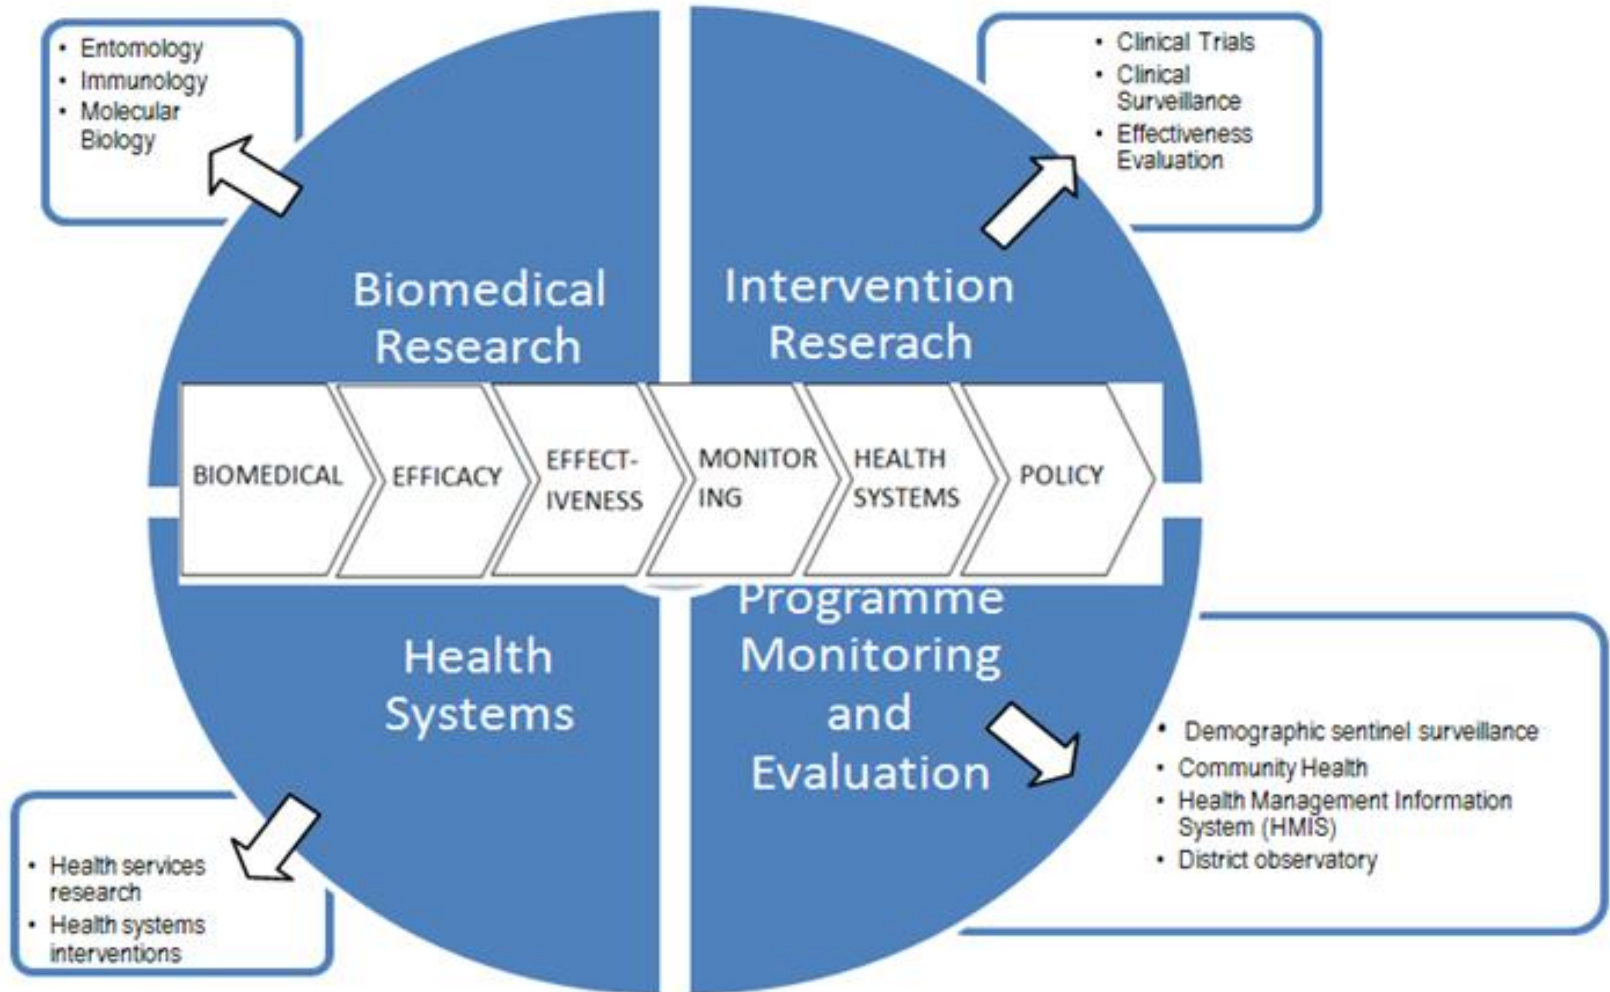 • Entomology
• Immunology
• Molecular
Biology
• Clinical Trials
• Clinical
Surveillance
• Effectiveness
Evaluation
Biomedical
Research
Intervention
Reserach
BIOMEDICAL
EFFICACY
EFFECT-
IVENESS
MONITOR
ING
HEALTH
SYSTEMS
POLICY
Health
Systems
Programme
Monitoring
and
Evaluation
• Health services
research
• Health systems
interventions
• Demographic sentinel surveillance
• Community Health
• Health Management Information
System (HMIS)
• District observatory